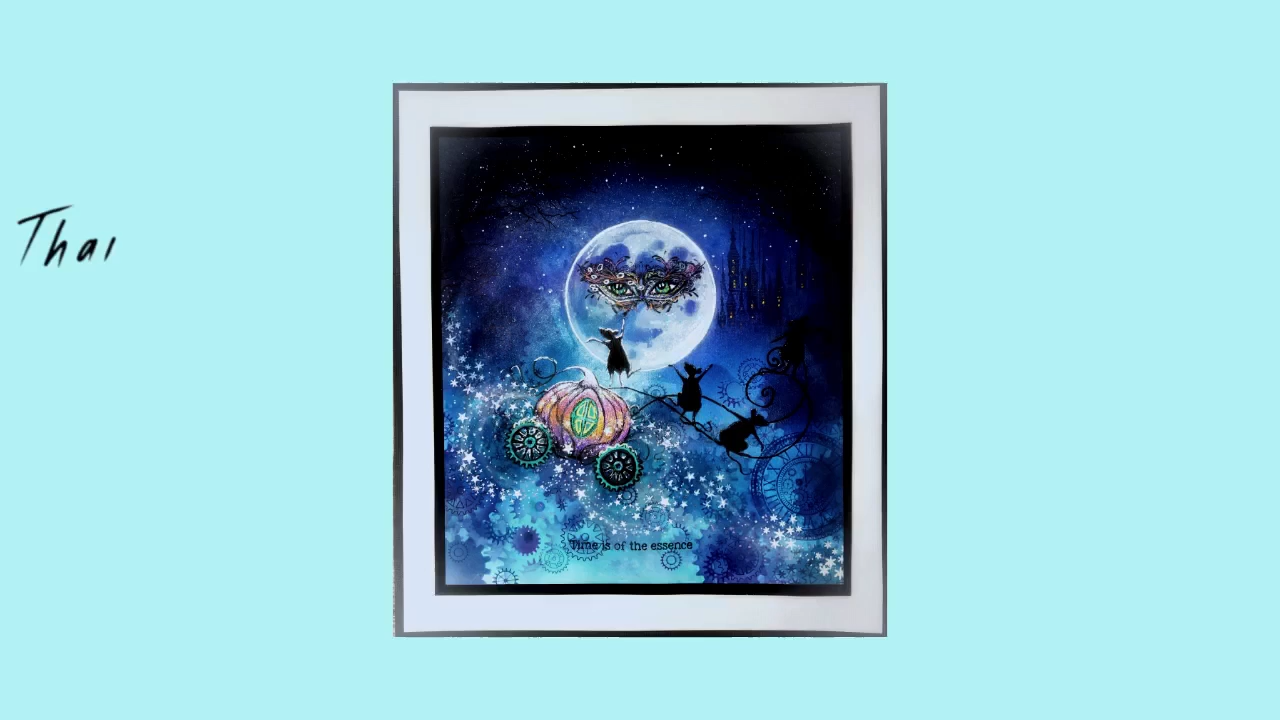 Thai
Time is of the essence